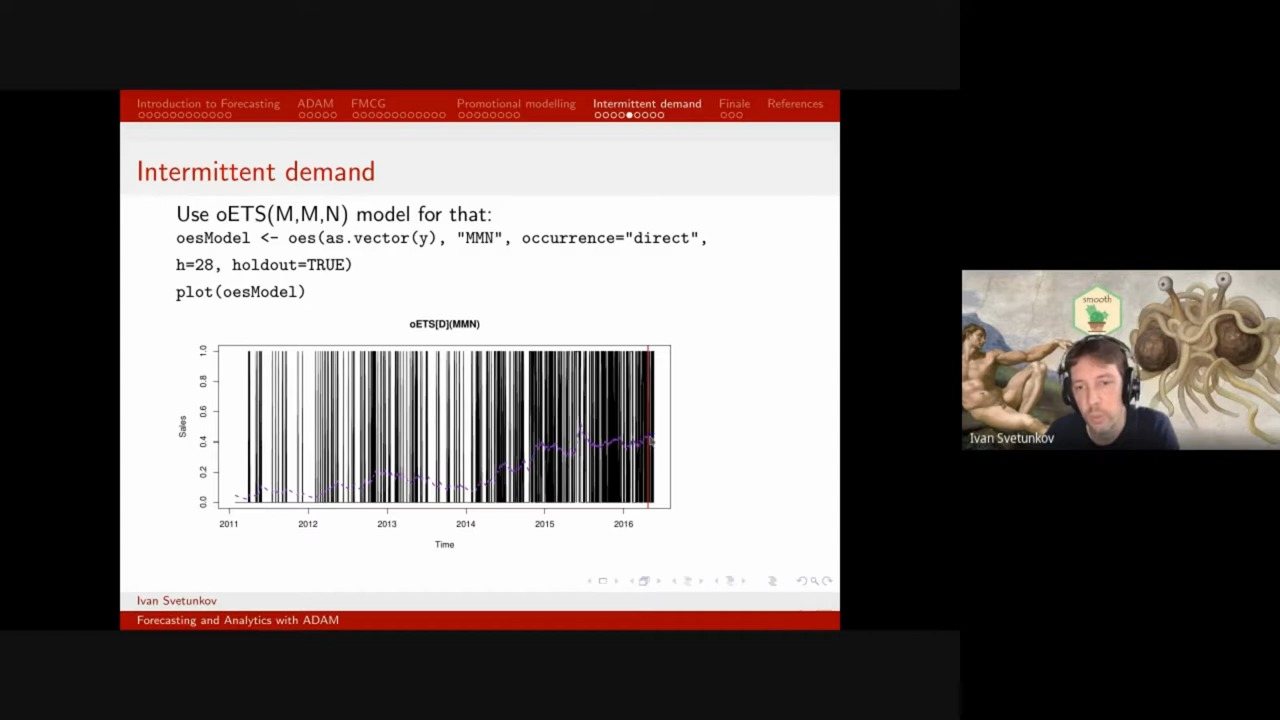 Introduction to Forecasting ADAM FMCG Promotional modelling Intermittent demand Finale References
Intermittent demand
Use oETS(M,M,N) model for that:
oesModel <- oes(as.vector(y), "MMN", occurrence="direct",
h=28, holdout=TRUE)
plot(oesModel)
oETS[D](MMN)
Sales
1.0
0.8
0.6
0.4
0.2
0.0
2011 2012 2013 2014 2015 2016
Time
Ivan Svetunkov
Forecasting and Analytics with ADAM
smooth
Ivan Svetunkov